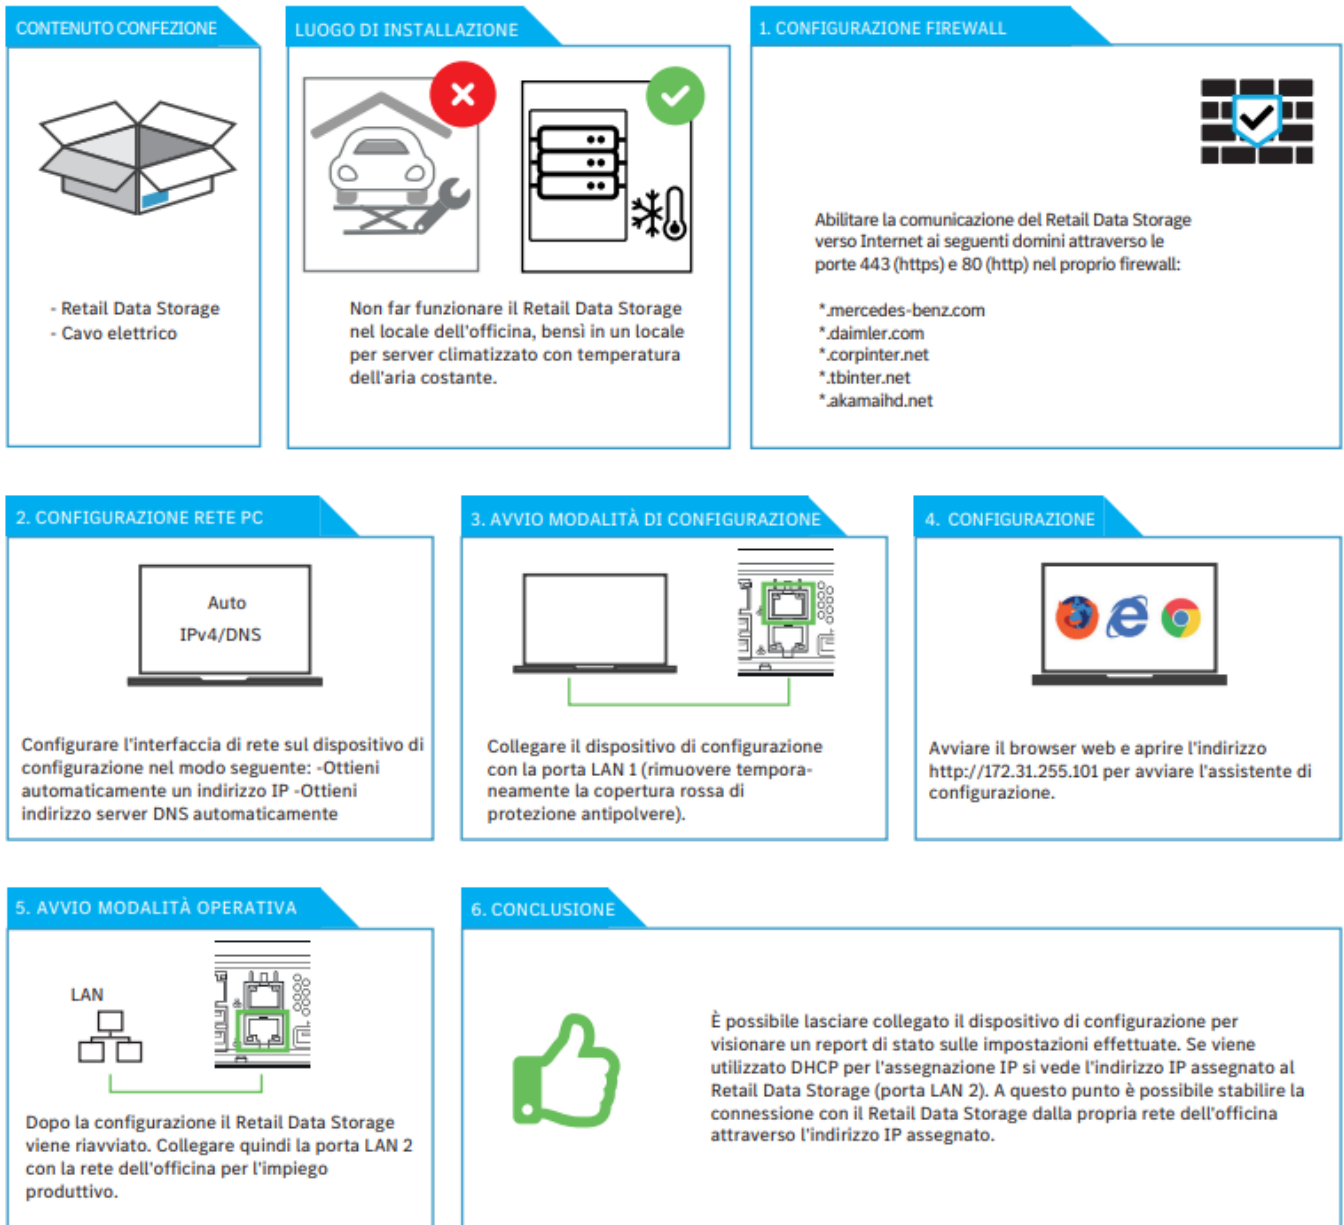 CONTENUTO CONFEZIONE
- Retail Data Storage
- Cavo elettrico
LUOGO DI INSTALLAZIONE
Non far funzionare il Retail Data Storage
nel locale dell'officina, bensì in un locale
per server climatizzato con temperatura
dell'aria costante.
1. CONFIGURAZIONE FIREWALL
Abilitare la comunicazione del Retail Data Storage
verso Internet ai seguenti domini attraverso le
porte 443 (https) e 80 (http) nel proprio firewall:
*.mercedes-benz.com
*.daimler.com
*.corpinter.net
*.tbinter.net
*.akamaihd.net
2. CONFIGURAZIONE RETE PC
Auto
IPv4/DNS
Configurare l'interfaccia di rete sul dispositivo di
configurazione nel modo seguente: -Ottieni
automaticamente un indirizzo IP -Ottieni
indirizzo server DNS automaticamente
3. AVVIO MODALITÀ DI CONFIGURAZIONE
Collegare il dispositivo di configurazione
con la porta LAN 1 (rimuovere tempora-
neamente la copertura rossa di
protezione antipolvere).
4. CONFIGURAZIONE
Avviare il browser web e aprire l'indirizzo
http://172.31.255.101 per avviare l'assistente di
configurazione.
5. AVVIO MODALITÀ OPERATIVA
LAN
Dopo la configurazione il Retail Data Storage
viene riavviato. Collegare quindi la porta LAN 2
con la rete dell'officina per l'impiego
produttivo.
6. CONCLUSIONE
È possibile lasciare collegato il dispositivo di configurazione per
visionare un report di stato sulle impostazioni effettuate. Se viene
utilizzato DHCP per l'assegnazione IP si vede l'indirizzo IP assegnato al
Retail Data Storage (porta LAN 2). A questo punto è possibile stabilire la
connessione con il Retail Data Storage dalla propria rete dell'officina
attraverso l'indirizzo IP assegnato.